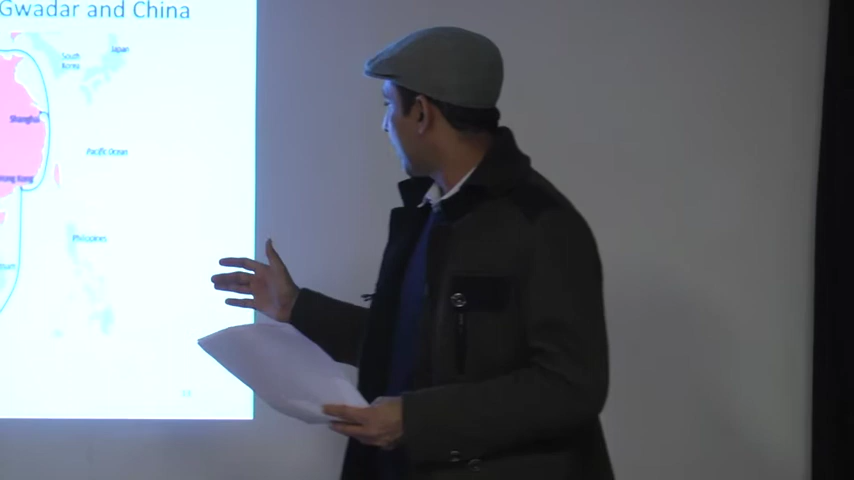 Gwadar and China
Japan
South
Korea
Shanghai
Pacific Ocean
Hong Kong
Philippines